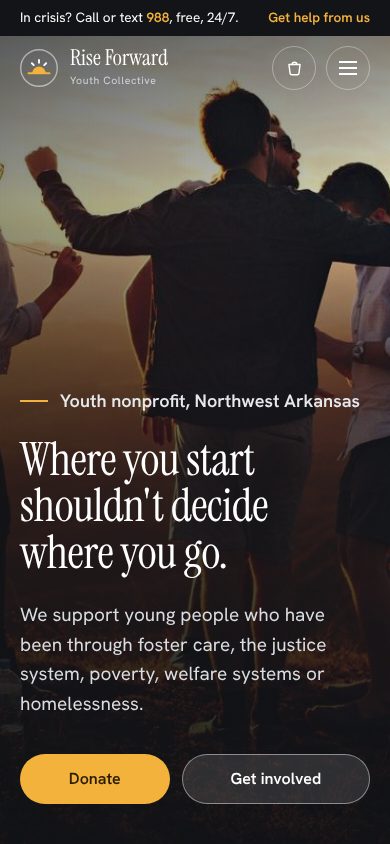 In crisis? Call or text 988, free, 24/7.
Get help from us
Rise Forward
Youth Collective
Youth nonprofit, Northwest Arkansas
Where you start
shouldn't decide
where you go.
We support young people who have
been through foster care, the justice
system, poverty, welfare systems or
homelessness.
Donate
Get involved